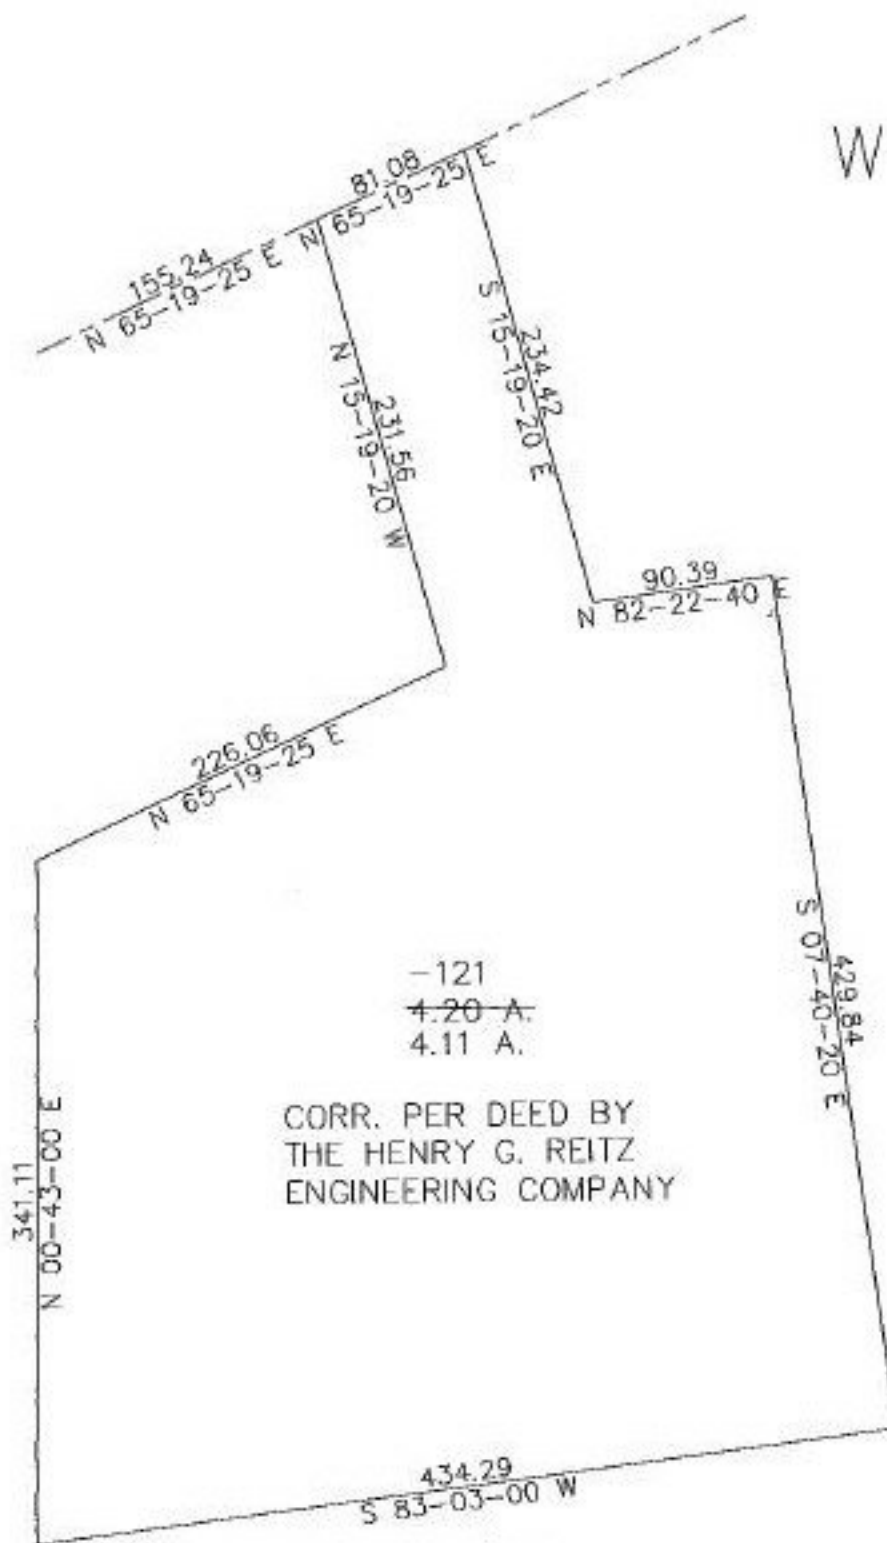 W
81.08
N 65-19-25 E
155.24
N 65-19-25 E
S 15-19-20 E
234.42
N 15-19-20 W
231.56
90.39
N 82-22-40 E
226.06
N 65-19-25 E
S 07-40-20 E
429.84
-121
4.20 A.
4.11 A.
CORR. PER DEED BY
THE HENRY G. REITZ
ENGINEERING COMPANY
341.11
N 00-43-00 E
434.29
S 83-03-00 W